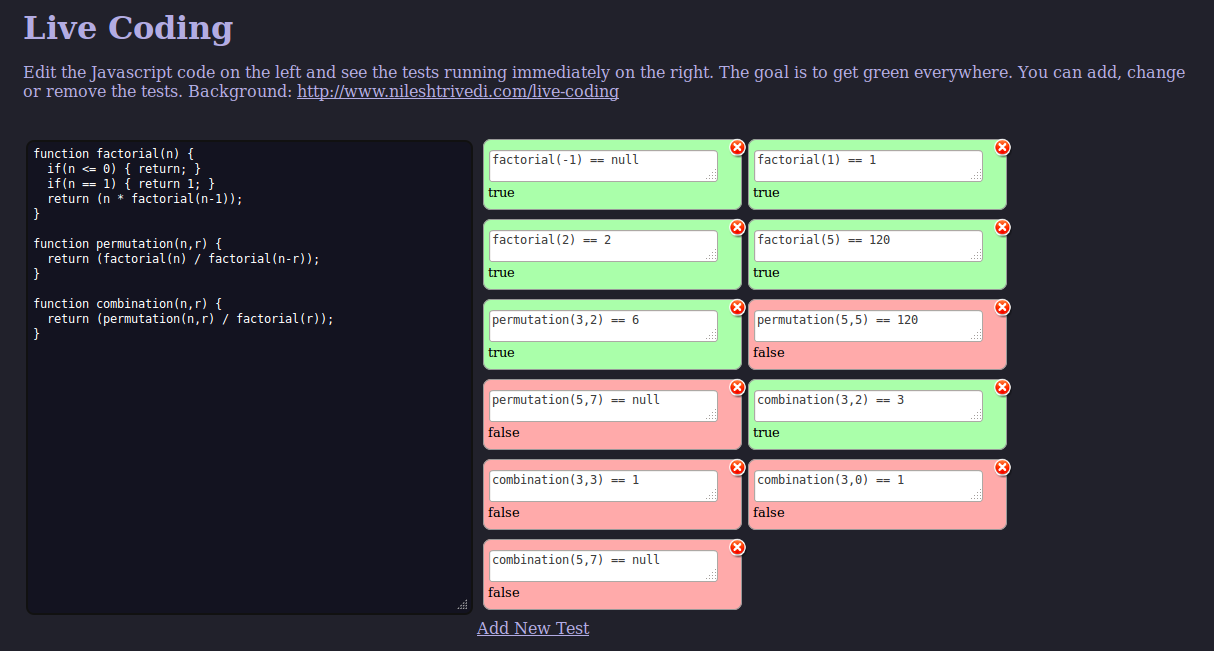 Live Coding
Edit the Javascript code on the left and see the tests running immediately on the right. The goal is to get green everywhere. You can add, change
or remove the tests. Background: http://www.nileshtrivedi.com/live-coding
function factorial(n) {
  if(n <= 0) { return; }
  if(n == 1) { return 1; }
  return (n * factorial(n-1));
}

function permutation(n,r) {
  return (factorial(n) / factorial(n-r));
}

function combination(n,r) {
  return (permutation(n,r) / factorial(r));
}
factorial(-1) == null
true
factorial(1) == 1
true
factorial(2) == 2
true
factorial(5) == 120
true
permutation(3,2) == 6
true
permutation(5,5) == 120
false
permutation(5,7) == null
false
combination(3,2) == 3
true
combination(3,3) == 1
false
combination(3,0) == 1
false
combination(5,7) == null
false
Add New Test